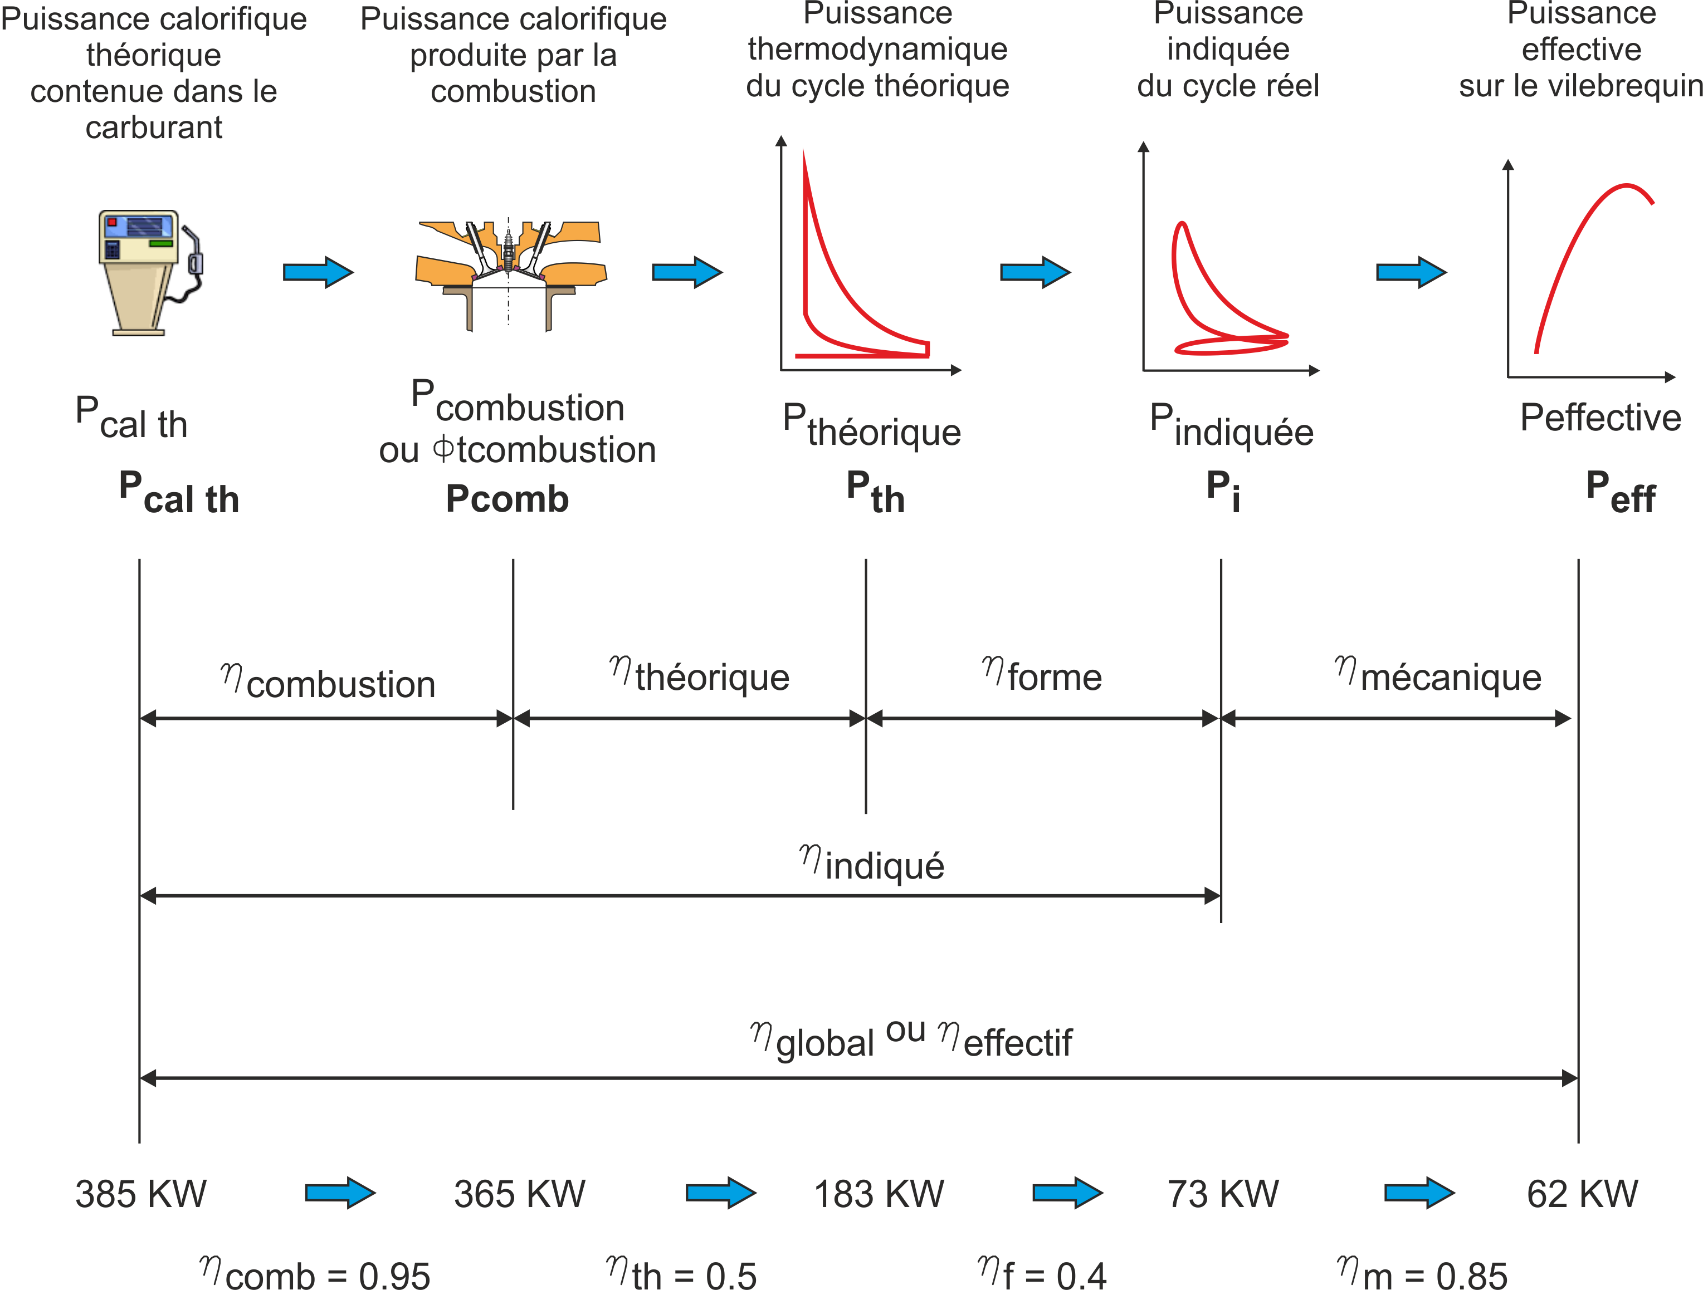 Puissance calorifique
théorique
contenue dans le
carburant
Puissance calorifique
produite par la
combustion
Puissance
thermodynamique
du cycle théorique
Puissance
indiquée
du cycle réel
Puissance
effective
sur le vilebrequin
Pcal th
Pcombustion
ou ϕtcombustion
Pthéorique
Pindiquée
Peffective
Pcal th
Pcomb
Pth
Pi
Peff
ηcombustion
ηthéorique
ηforme
ηmécanique
ηindiqué
ηglobal ou ηeffectif
385 KW
365 KW
183 KW
73 KW
62 KW
ηcomb = 0.95
ηth = 0.5
ηf = 0.4
ηm = 0.85